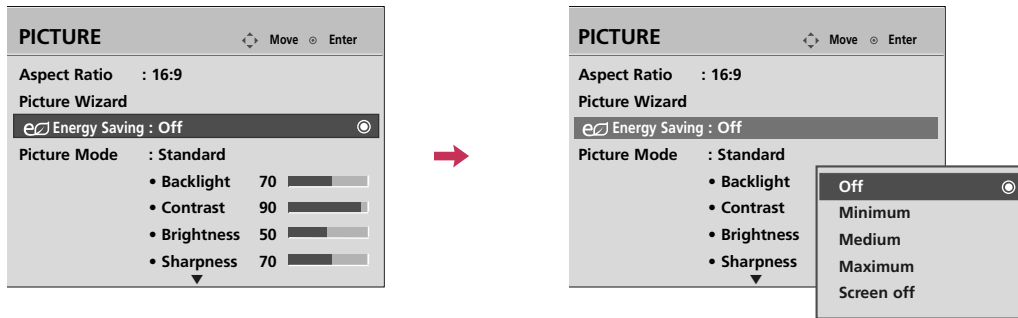 PICTURE Move Enter
Aspect Ratio : 16:9
Picture Wizard
Energy Saving : Off
Picture Mode : Standard
• Backlight 70
• Contrast 90
• Brightness 50
• Sharpness 70
PICTURE Move Enter
Aspect Ratio : 16:9
Picture Wizard
Energy Saving : Off
Picture Mode : Standard
• Backlight
• Contrast
• Brightness
• Sharpness
Off
Minimum
Medium
Maximum
Screen off